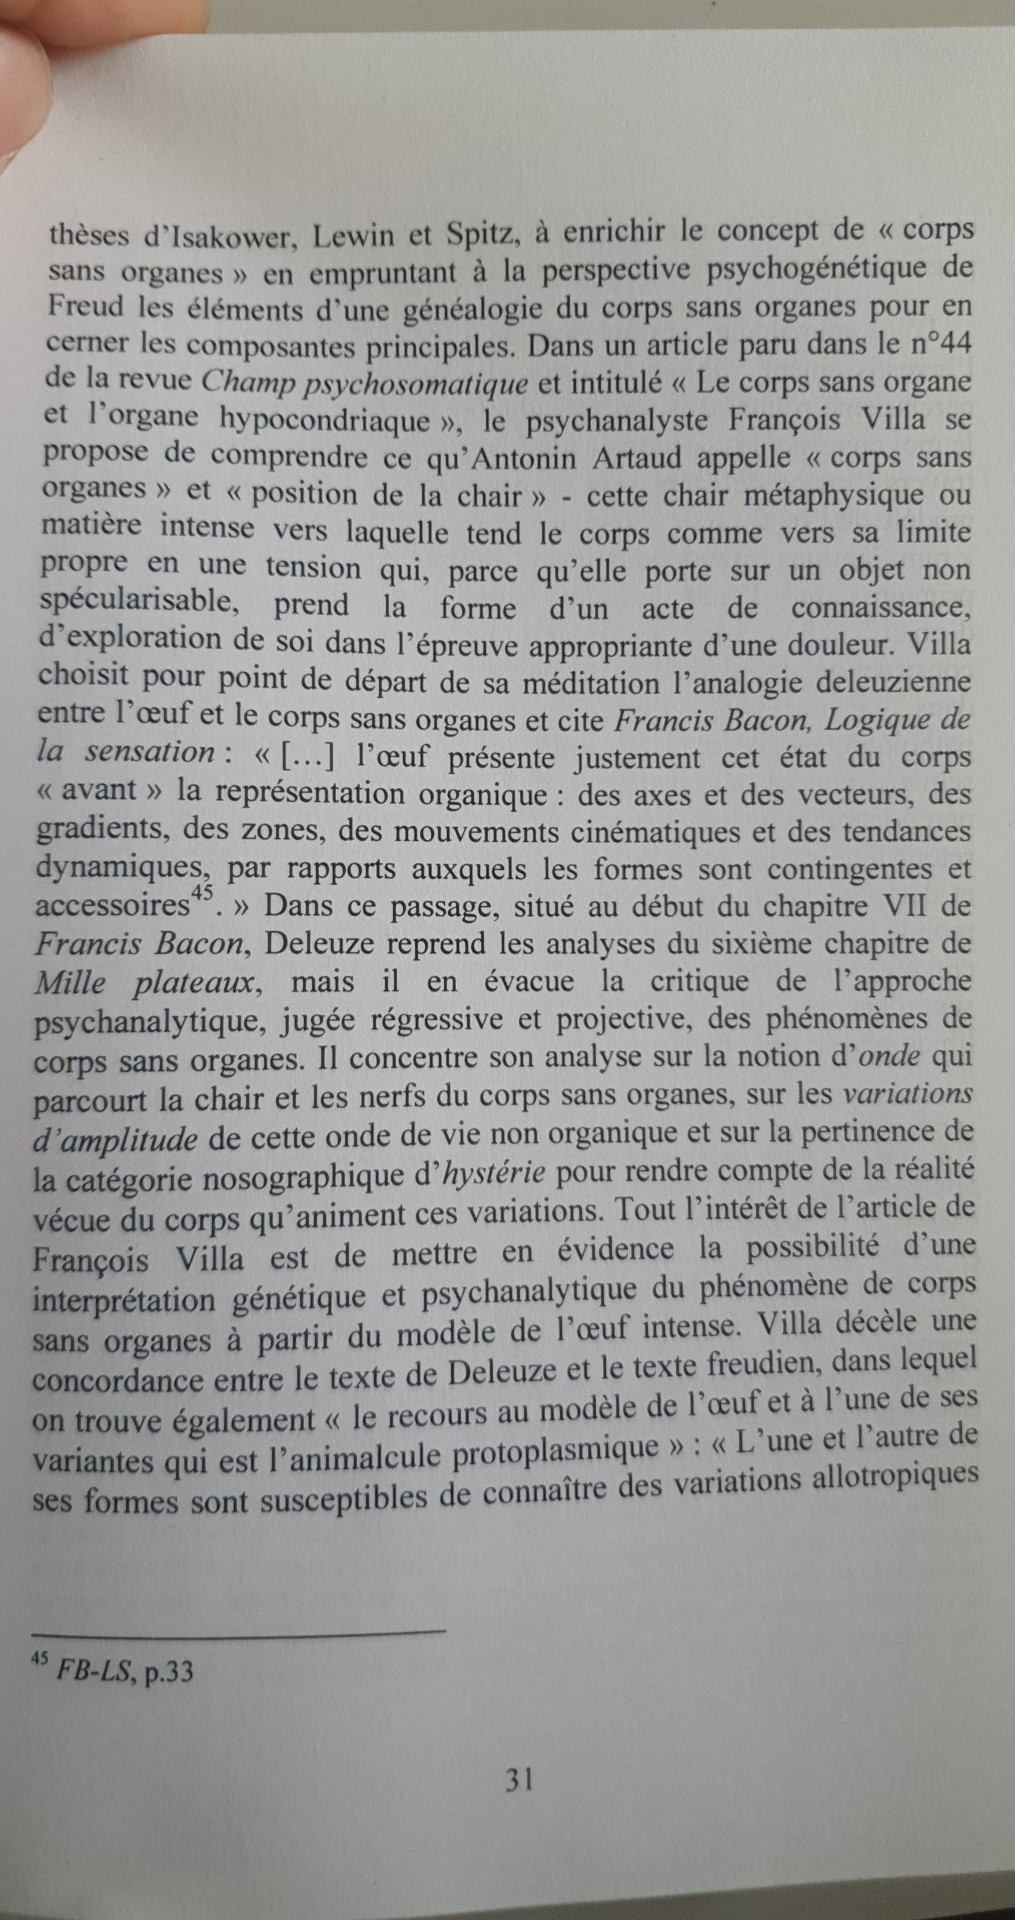 thèses d'Isakower, Lewin et Spitz, à enrichir le concept de « corps
sans organes » en empruntant à la perspective psychogénétique de
Freud les éléments d'une généalogie du corps sans organes pour en
cerner les composantes principales. Dans un article paru dans le n°44
de la revue Champ psychosomatique et intitulé « Le corps sans organe
et l'organe hypocondriaque », le psychanalyste François Villa se
propose de comprendre ce qu'Antonin Artaud appelle « corps sans
organes » et « position de la chair » - cette chair métaphysique ou
matière intense vers laquelle tend le corps comme vers sa limite
propre en une tension qui, parce qu'elle porte sur un objet non
spécularisable, prend la forme d'un acte de connaissance,
d'exploration de soi dans l'épreuve appropriante d'une douleur. Villa
choisit pour point de départ de sa méditation l'analogie deleuzienne
entre l'œuf et le corps sans organes et cite Francis Bacon, Logique de
la sensation : « [...] l'œuf présente justement cet état du corps
« avant » la représentation organique : des axes et des vecteurs, des
gradients, des zones, des mouvements cinématiques et des tendances
dynamiques, par rapports auxquels les formes sont contingentes et
accessoires45. » Dans ce passage, situé au début du chapitre VII de
Francis Bacon, Deleuze reprend les analyses du sixième chapitre de
Mille plateaux, mais il en évacue la critique de l'approche
psychanalytique, jugée régressive et projective, des phénomènes de
corps sans organes. Il concentre son analyse sur la notion d'onde qui
parcourt la chair et les nerfs du corps sans organes, sur les variations
d'amplitude de cette onde de vie non organique et sur la pertinence de
la catégorie nosographique d'hystérie pour rendre compte de la réalité
vécue du corps qu'animent ces variations. Tout l'intérêt de l'article de
François Villa est de mettre en évidence la possibilité d'une
interprétation génétique et psychanalytique du phénomène de corps
sans organes à partir du modèle de l'œuf intense. Villa décèle une
concordance entre le texte de Deleuze et le texte freudien, dans lequel
on trouve également « le recours au modèle de l'œuf et à l'une de ses
variantes qui est l'animalcule protoplasmique » : « L'une et l'autre de
ses formes sont susceptibles de connaître des variations allotropiques
45 FB-LS, p.33
31